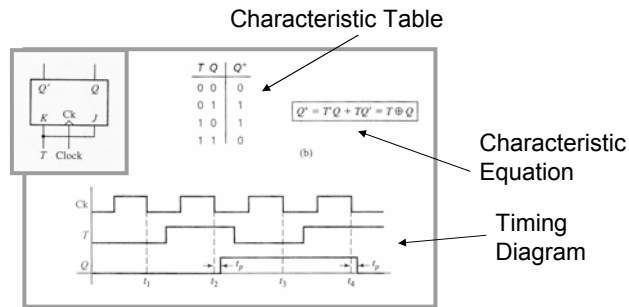 Characteristic Table
Q' Q
Ck
K J
T Clock
T Q Q⁺
0 0 0
0 1 1
1 0 1
1 1 0
(b)
Q⁺ = T'Q + TQ' = T ⊕ Q
Characteristic
Equation
Ck
T
Q
t₁ t₂ tₚ t₃ t₄ tₚ
Timing
Diagram